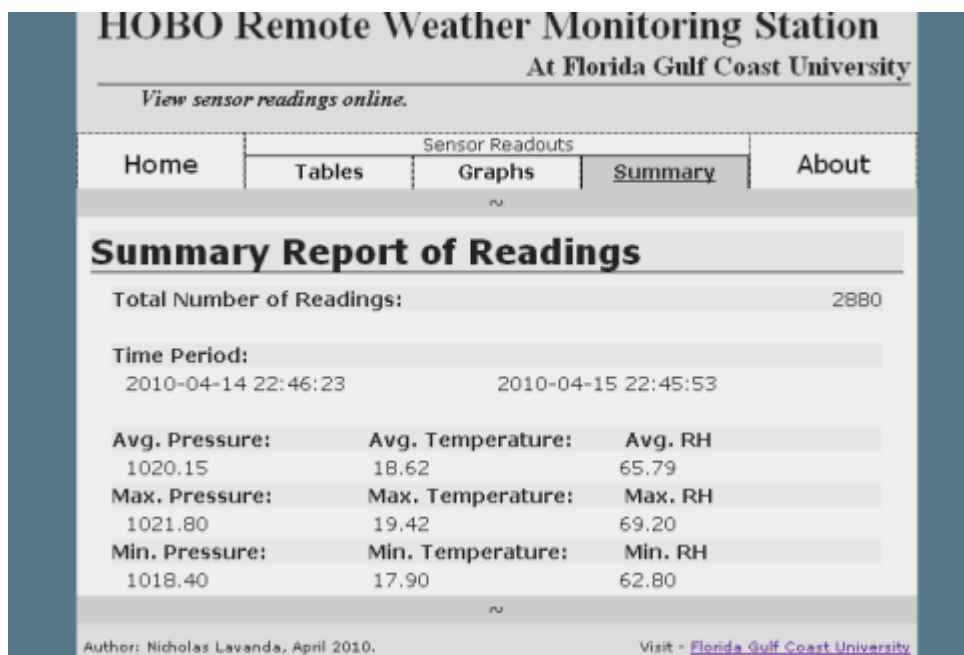 HOBO Remote Weather Monitoring Station
At Florida Gulf Coast University
View sensor readings online.
Home
Sensor Readouts
Tables Graphs Summary
About
~
Summary Report of Readings
Total Number of Readings: 2880
Time Period:
2010-04-14 22:46:23 2010-04-15 22:45:53
Avg. Pressure: Avg. Temperature: Avg. RH
1020.15 18.62 65.79
Max. Pressure: Max. Temperature: Max. RH
1021.80 19.42 69.20
Min. Pressure: Min. Temperature: Min. RH
1018.40 17.90 62.80
~
Author: Nicholas Lavanda, April 2010. Visit - Florida Gulf Coast University